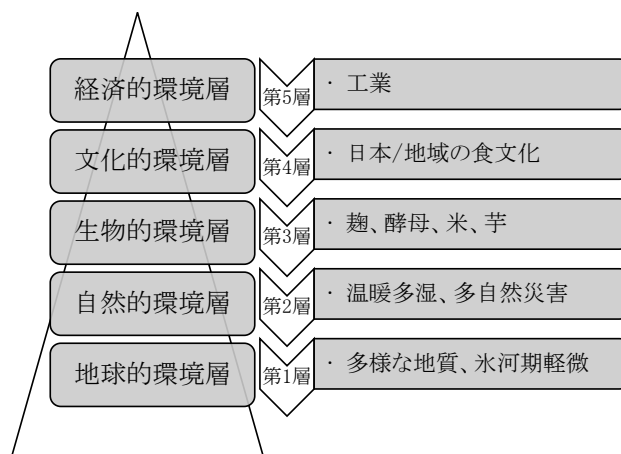 経済的環境層
第5層
・ 工業
文化的環境層
第4層
・ 日本/地域の食文化
生物的環境層
第3層
・ 麹、酵母、米、芋
自然的環境層
第2層
・ 温暖多湿、多自然災害
地球的環境層
第1層
・ 多様な地質、氷河期軽微